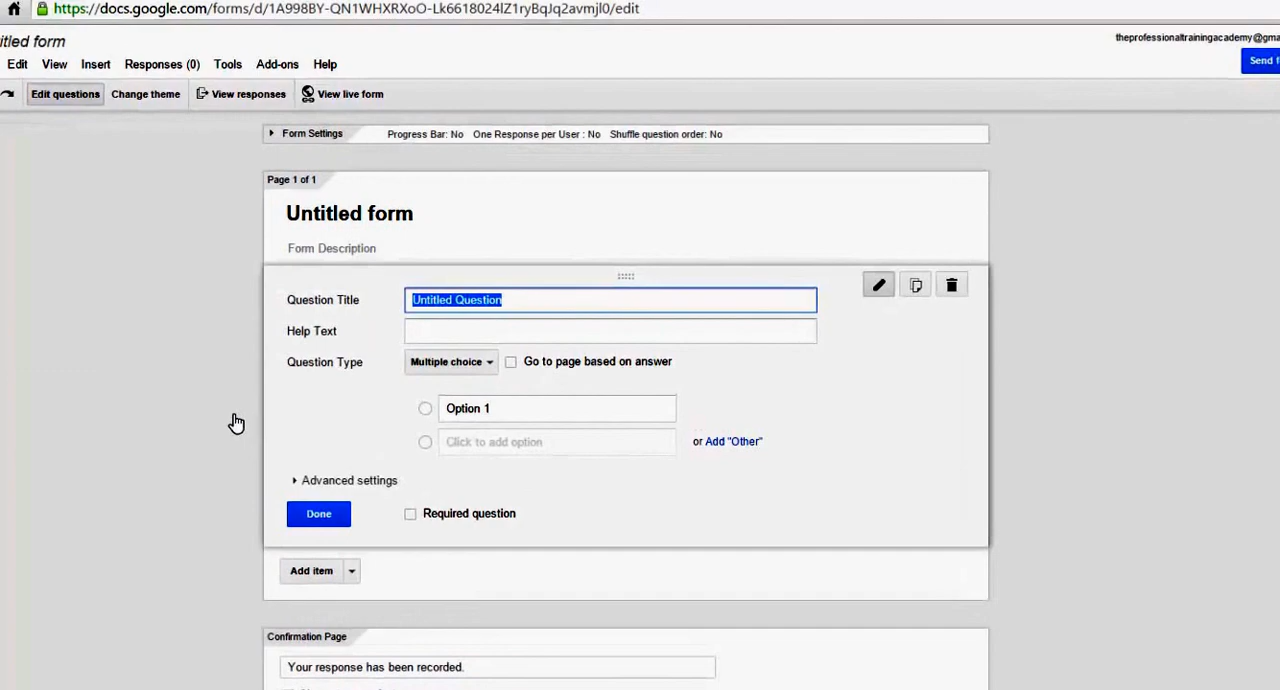 https://docs.google.com/forms/d/1A998BY-QN1WHXRXoO-Lk6618024lZ1ryBqJq2avmjl0/edit
titled form
theprofessionaltrainingacademy@gma
Edit View Insert Responses (0) Tools Add-ons Help
Send f
Edit questions Change theme View responses View live form
Form Settings Progress Bar: No One Response per User : No Shuffle question order: No
Page 1 of 1
Untitled form
Form Description
Question Title Untitled Question
Help Text
Question Type Multiple choice Go to page based on answer
Option 1
Click to add option or Add "Other"
Advanced settings
Done Required question
Add item
Confirmation Page
Your response has been recorded.